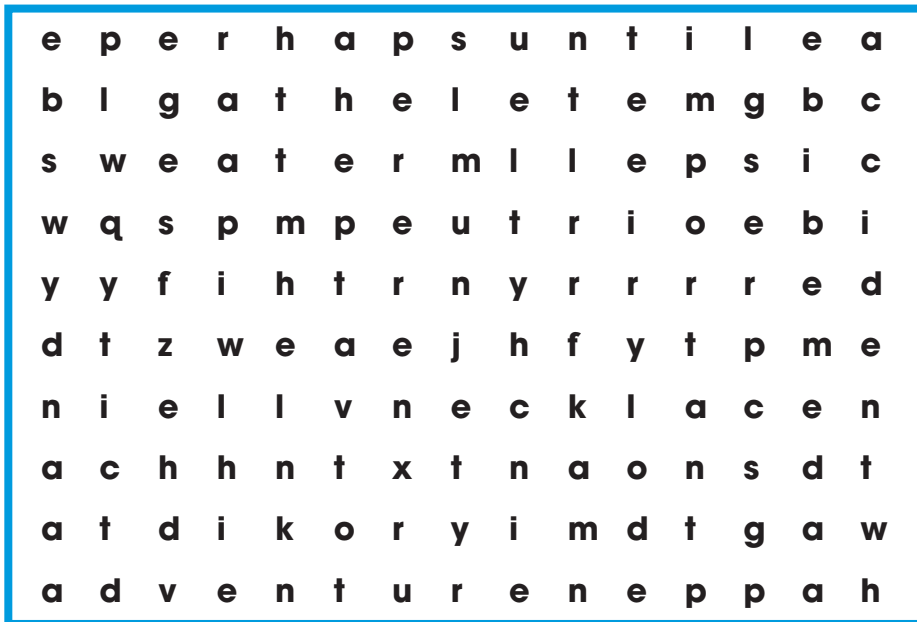 e p e r h a p s u n t i l e a
b l g a t h e l e t e m g b c
s w e a t e r m l l e p s i c
w q s p m p e u t r i o e b i
y y f i h t r n y r r r r e d
d t z w e a e j h f y t p m e
n i e l l v n e c k l a c e n
a c h h n t x t n a o n s d t
a t d i k o r y i m d t g a w
a d v e n t u r e n e p p a h